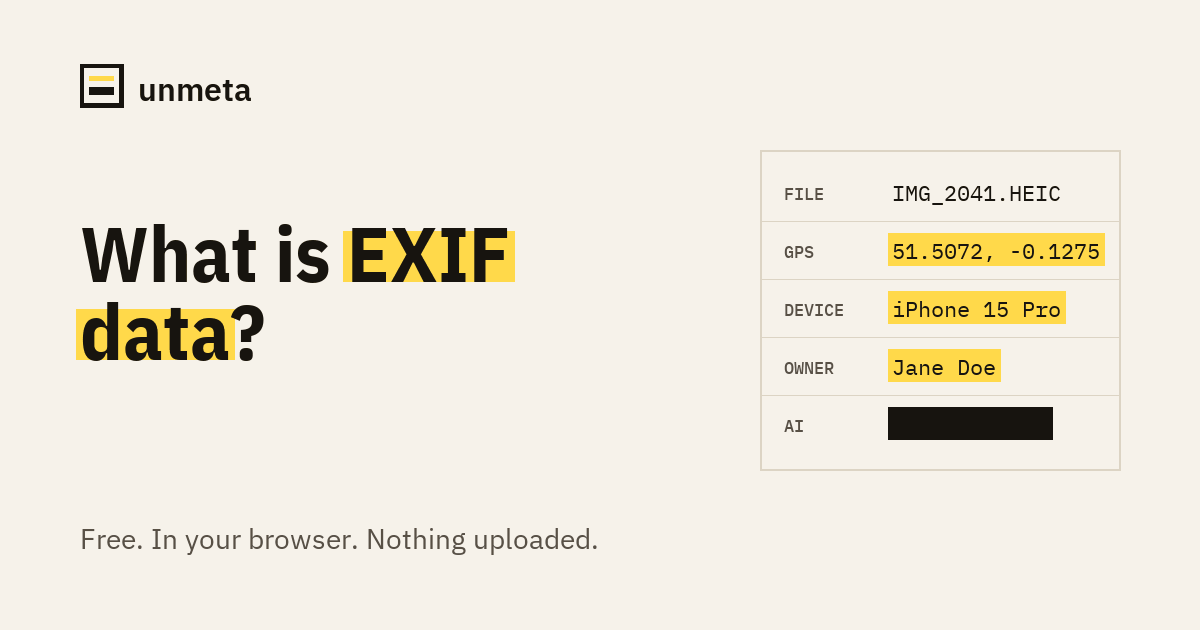 unmeta
What is EXIF
data?
FILE IMG_2041.HEIC
GPS 51.5072, -0.1275
DEVICE iPhone 15 Pro
OWNER Jane Doe
AI
Free. In your browser. Nothing uploaded.